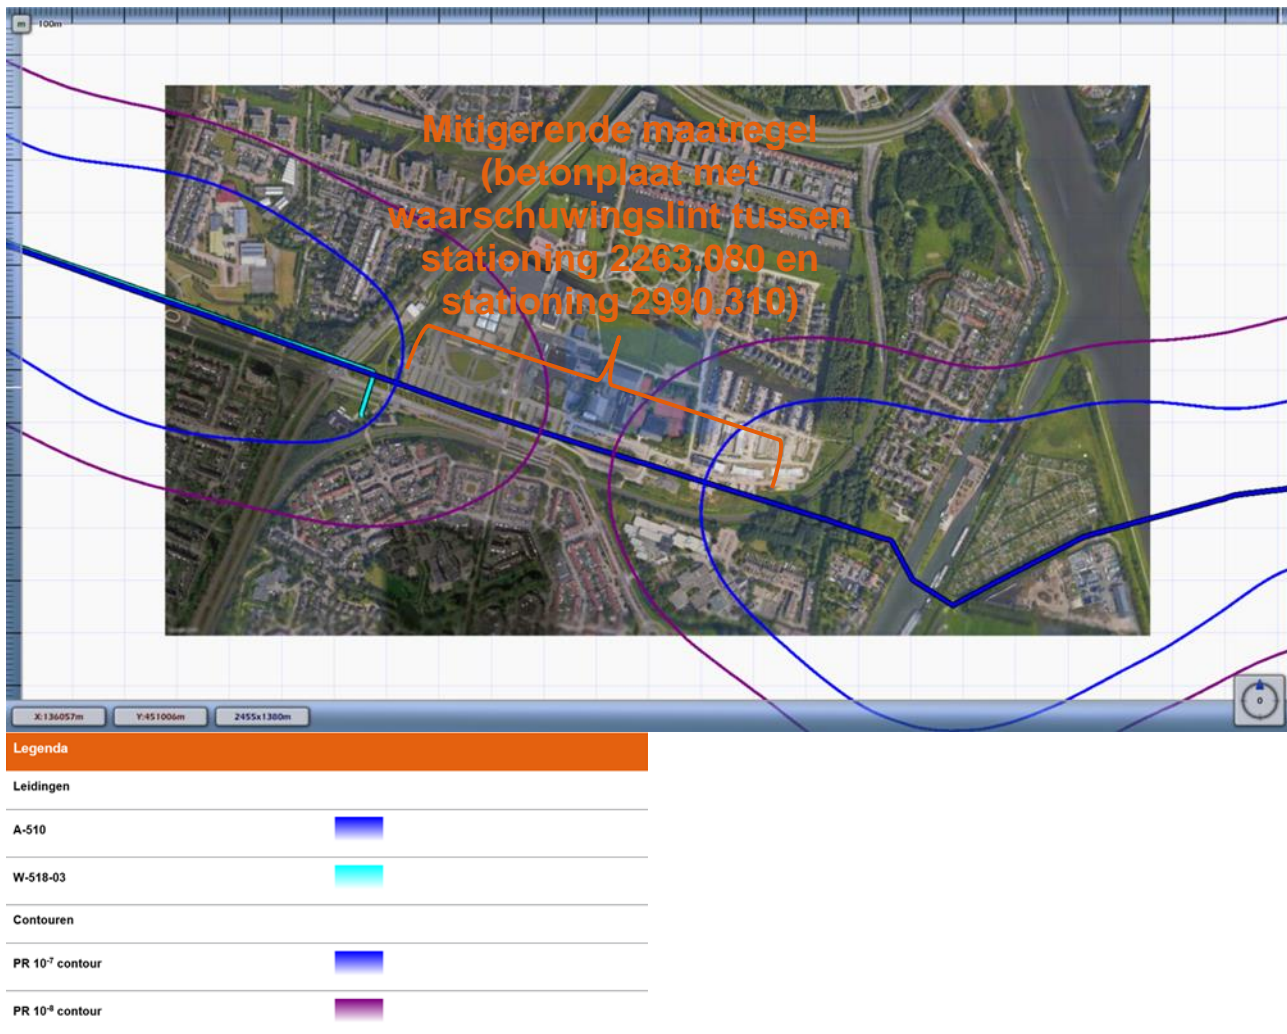 m
100m
Mitigerende maatregel
(betonplaat met
waarschuwingslint tussen
stationing 2263.080 en
stationing 2990.310)
X:136057m
Y:451006m
2455x1380m
0
Legenda
Leidingen
A-510
W-518-03
Contouren
PR 10⁻⁷ contour
PR 10⁻⁸ contour